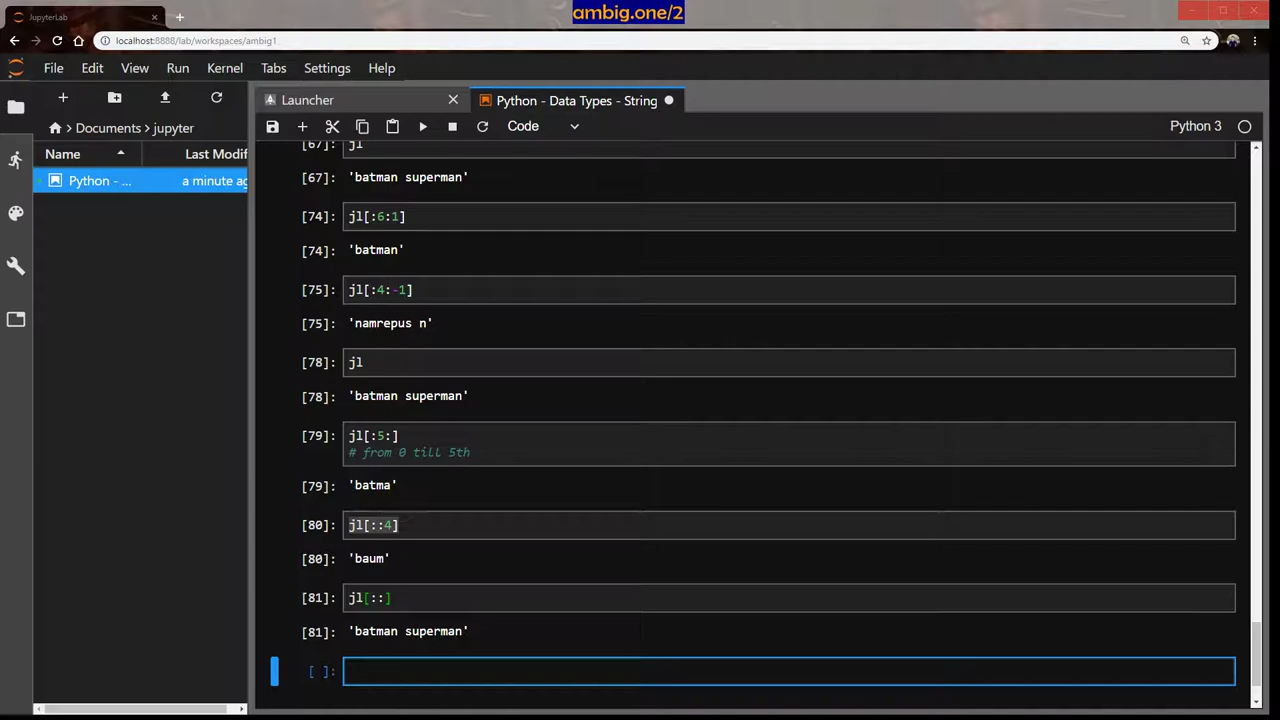 ambig.one/2
JupyterLab
localhost:8888/lab/workspaces/ambig1
File Edit View Run Kernel Tabs Settings Help
Launcher
Python - Data Types - String
Documents
jupyter
Code
Python 3
Name
Last Modif
Python - ...
a minute ag
[67]: jl
[67]: 'batman superman'
[74]: jl[:6:1]
[74]: 'batman'
[75]: jl[:4:-1]
[75]: 'namrepus n'
[78]: jl
[78]: 'batman superman'
[79]: jl[:5:]
# from 0 till 5th
[79]: 'batma'
[80]: jl[::4]
[80]: 'baum'
[81]: jl[::]
[81]: 'batman superman'
[ ]: